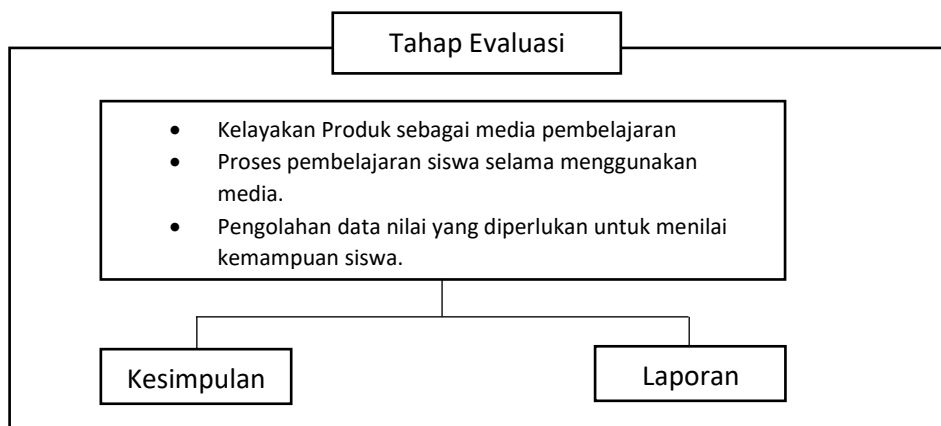 Tahap Evaluasi
• Kelayakan Produk sebagai media pembelajaran
• Proses pembelajaran siswa selama menggunakan
media.
• Pengolahan data nilai yang diperlukan untuk menilai
kemampuan siswa.
Kesimpulan
Laporan